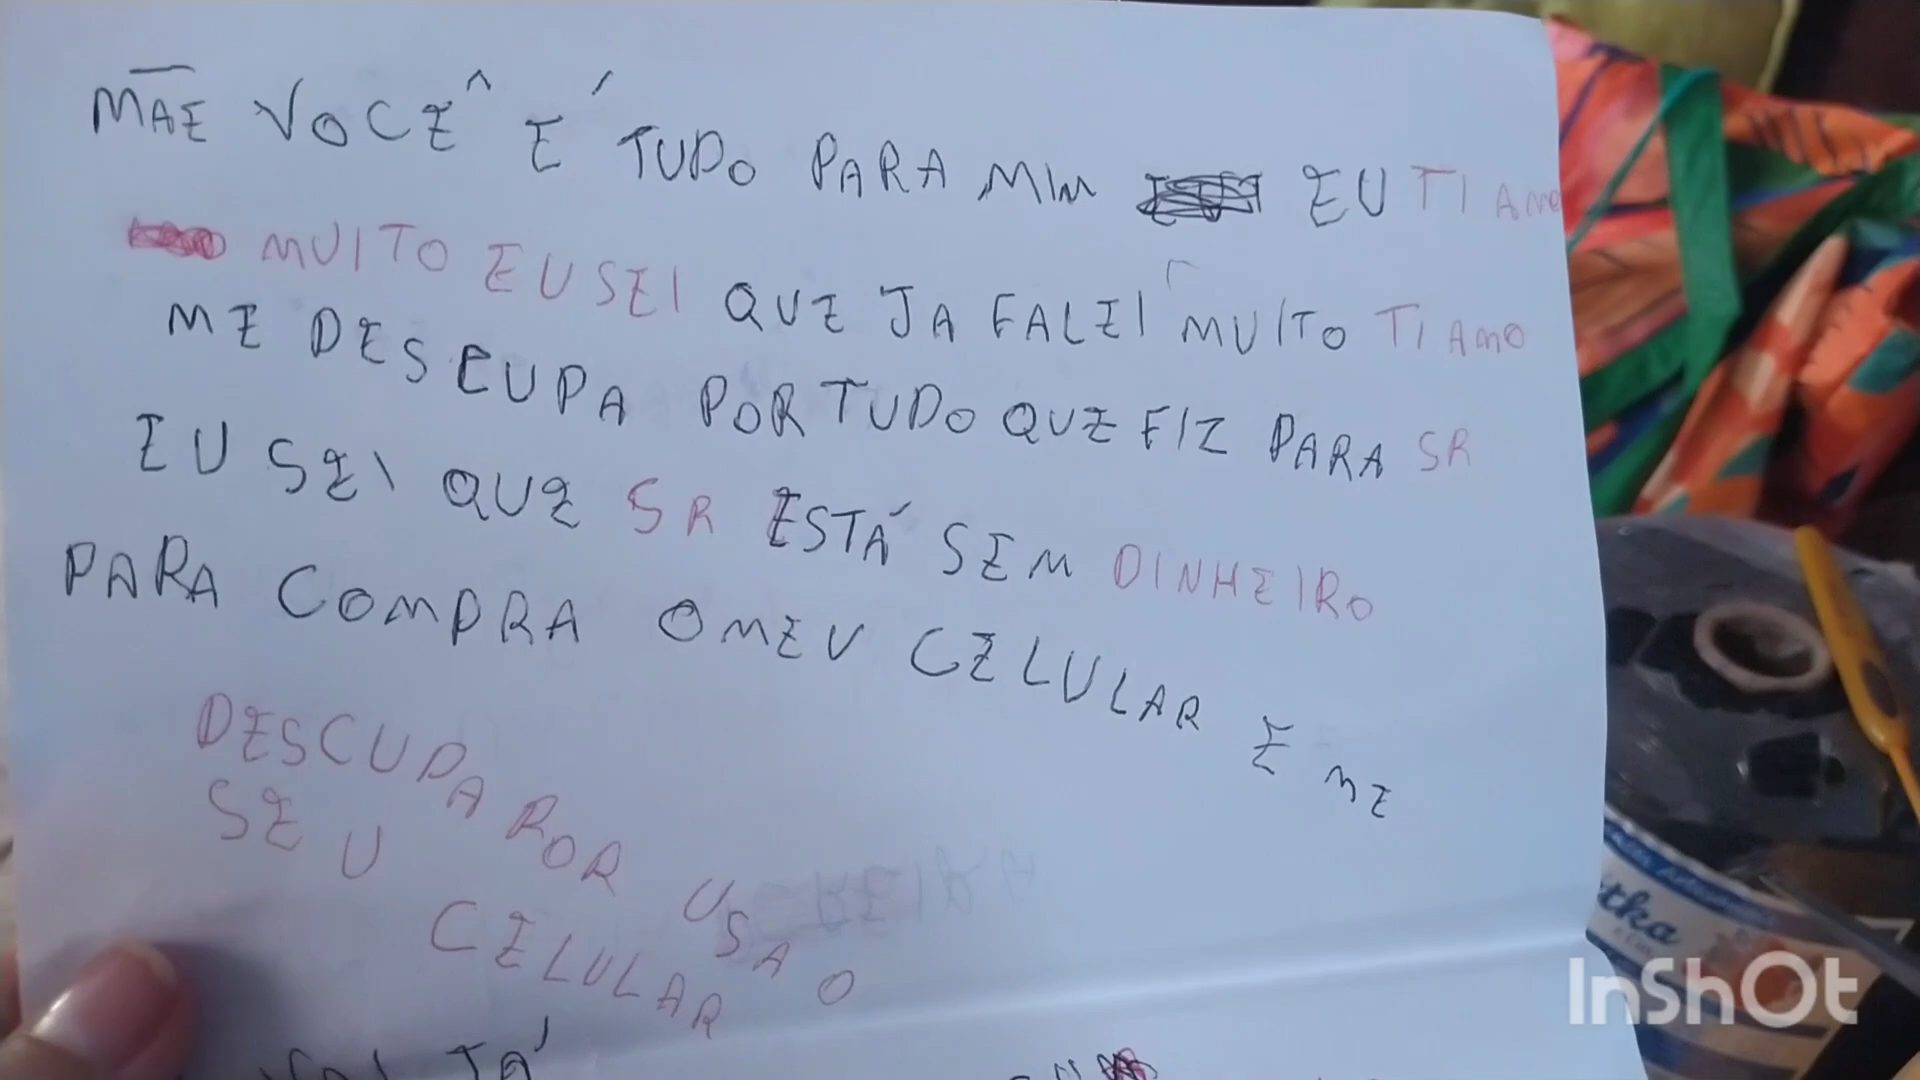 MÃE VOCÊ É TUDO PARA MIM EU TI AMO
MUITO EU SEI QUE JA FALEI MUITO TI AMO
ME DESCUPA POR TUDO QUE FIZ PARA SR
EU SEI QUE SR ESTÁ SEM DINHEIRO
PARA COMPRA O MEU CELULAR E ME
DESCUPA POR USA O
SEU CELULAR
JÁ
InShOt